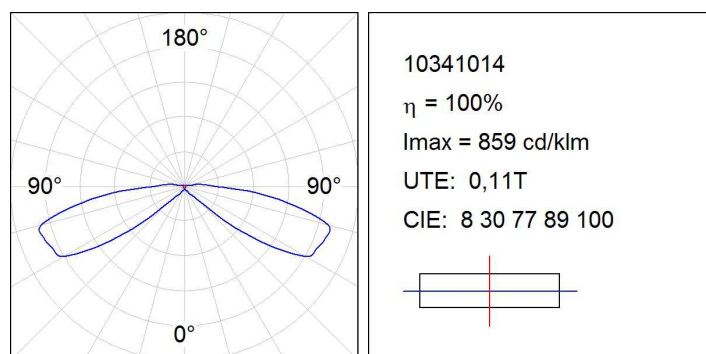 180°
90° 90°
0°
10341014
η = 100%
Imax = 859 cd/klm
UTE: 0,11T
CIE: 8 30 77 89 100